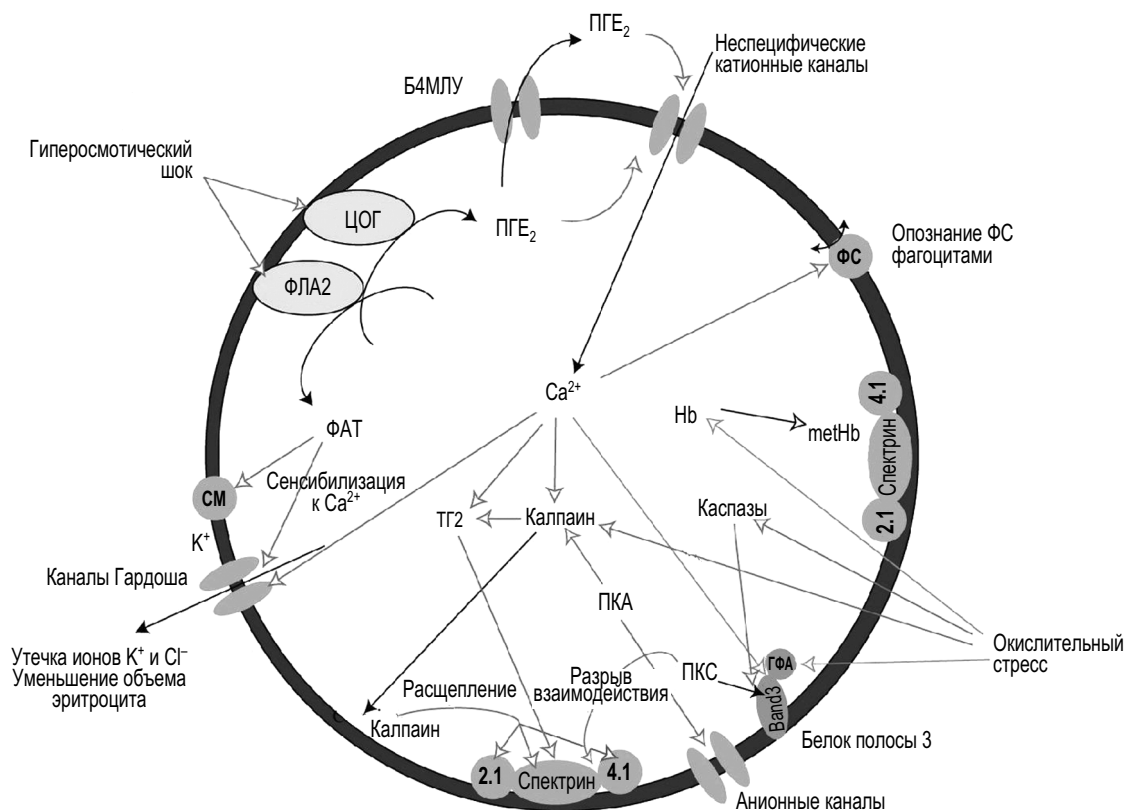 ПГЕ₂
Неспецифические
катионные каналы
Б4МЛУ
Гиперосмотический
шок
ЦОГ
ПГЕ₂
ФЛА2
ФС
Опознание ФС
фагоцитами
Ca²⁺
ФАТ
Hb
metHb
4.1
Спектрин
2.1
СМ
Сенсибилизация
к Ca²⁺
K⁺
ТГ2
Калпаин
Каспазы
Каналы Гардоша
ПКА
Утечка ионов K⁺ и Cl⁻
Уменьшение объема
эритроцита
Окислительный
стресс
Расщепление
Разрыв
взаимодействия
ПКС
ГФА
Band3
Калпаин
Белок полосы 3
2.1
Спектрин
4.1
Анионные каналы